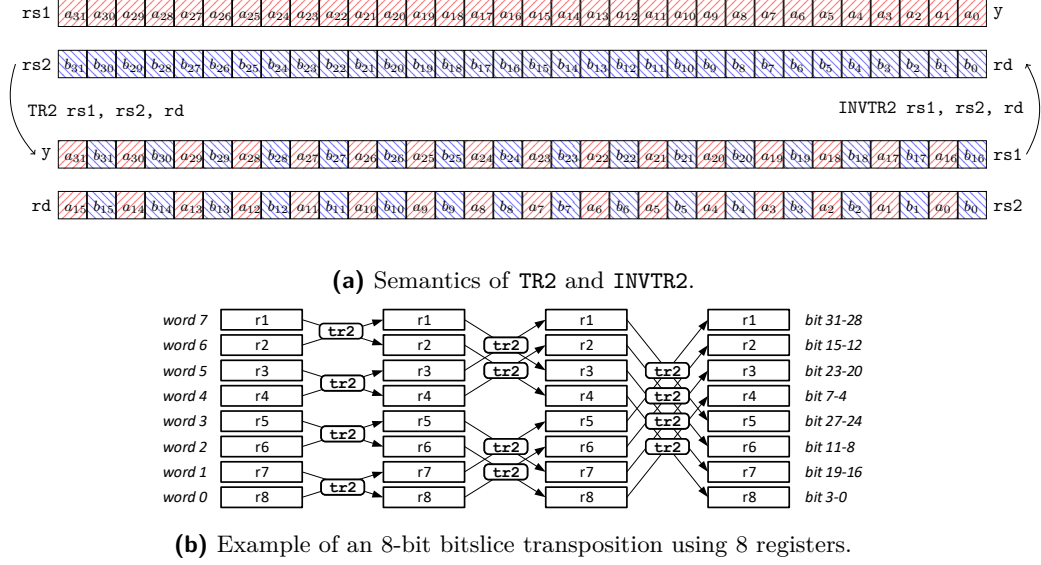 rs1 a31 a30 a29 a28 a27 a26 a25 a24 a23 a22 a21 a20 a19 a18 a17 a16 a15 a14 a13 a12 a11 a10 a9 a8 a7 a6 a5 a4 a3 a2 a1 a0 y
rs2 b31 b30 b29 b28 b27 b26 b25 b24 b23 b22 b21 b20 b19 b18 b17 b16 b15 b14 b13 b12 b11 b10 b9 b8 b7 b6 b5 b4 b3 b2 b1 b0 rd
TR2 rs1, rs2, rd INVTR2 rs1, rs2, rd
y a31 b31 a30 b30 a29 b29 a28 b28 a27 b27 a26 b26 a25 b25 a24 b24 a23 b23 a22 b22 a21 b21 a20 b20 a19 b19 a18 b18 a17 b17 a16 b16 rs1
rd a15 b15 a14 b14 a13 b13 a12 b12 a11 b11 a10 b10 a9 b9 a8 b8 a7 b7 a6 b6 a5 b5 a4 b4 a3 b3 a2 b2 a1 b1 a0 b0 rs2
(a) Semantics of TR2 and INVTR2.
word 7 r1 r1 r1 r1 bit 31-28
tr2
word 6 r2 r2 r2 r2 bit 15-12
tr2
word 5 r3 r3 r3 r3 bit 23-20
tr2 tr2 tr2
word 4 r4 r4 r4 r4 bit 7-4
tr2
word 3 r5 r5 r5 r5 bit 27-24
tr2 tr2
word 2 r6 r6 r6 r6 bit 11-8
tr2 tr2
word 1 r7 r7 r7 r7 bit 19-16
tr2 tr2
word 0 r8 r8 r8 r8 bit 3-0
(b) Example of an 8-bit bitslice transposition using 8 registers.